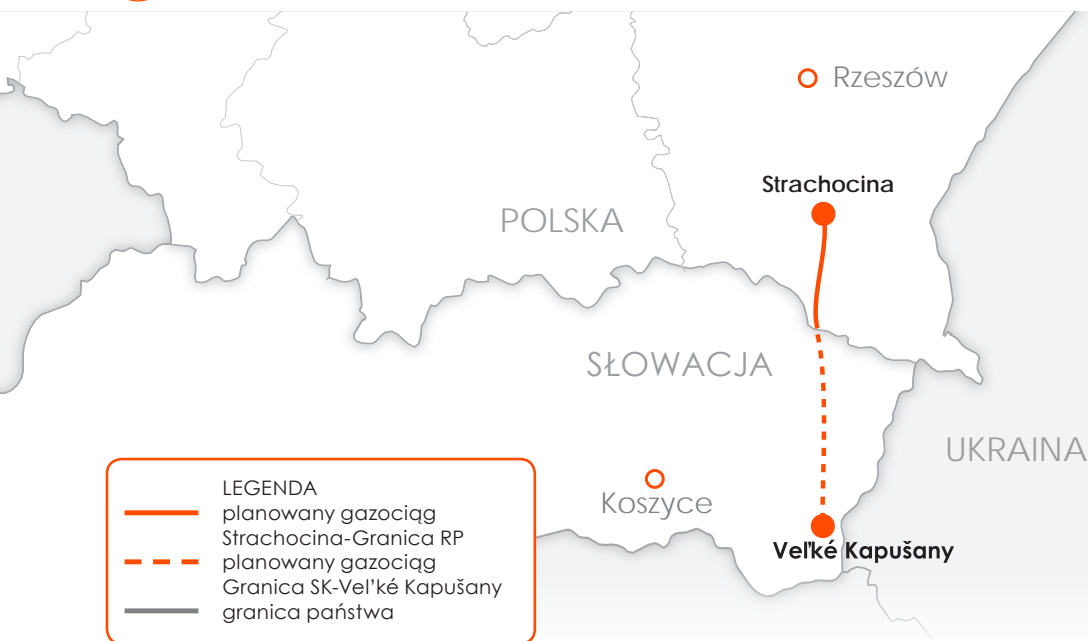 Rzeszów
Strachocina
POLSKA
SŁOWACJA
UKRAINA
Koszyce
Veľké Kapušany
LEGENDA
planowany gazociąg
Strachocina-Granica RP
planowany gazociąg
Granica SK-Vel'ké Kapušany
granica państwa